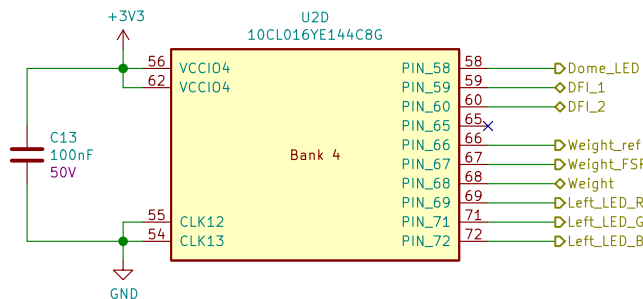 U2D
10CL016YE144C8G
+3V3
56 VCCIO4
62 VCCIO4
55 CLK12
54 CLK13
Bank 4
PIN_58 58 Dome_LED
PIN_59 59 DFI_1
PIN_60 60 DFI_2
PIN_65 65
PIN_66 66 Weight_ref
PIN_67 67 Weight_FSR
PIN_68 68 Weight
PIN_69 69 Left_LED_R
PIN_71 71 Left_LED_G
PIN_72 72 Left_LED_B
C13
100nF
50V
GND